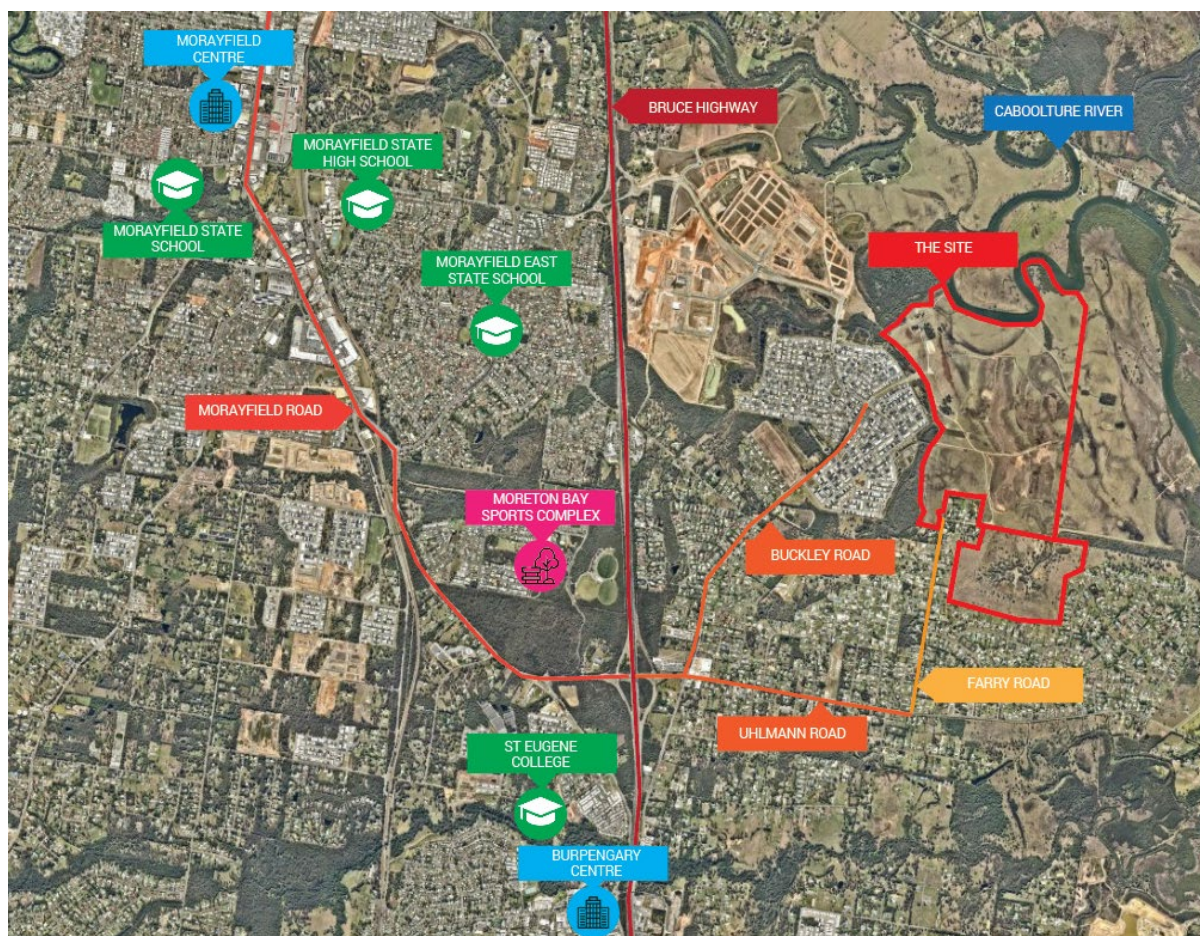 MORAYFIELD
CENTRE
BRUCE HIGHWAY
CABOOLTURE RIVER
MORAYFIELD STATE
HIGH SCHOOL
MORAYFIELD STATE
SCHOOL
THE SITE
MORAYFIELD EAST
STATE SCHOOL
MORAYFIELD ROAD
MORETON BAY
SPORTS COMPLEX
BUCKLEY ROAD
FARRY ROAD
UHLMANN ROAD
ST EUGENE
COLLEGE
BURPENGARY
CENTRE